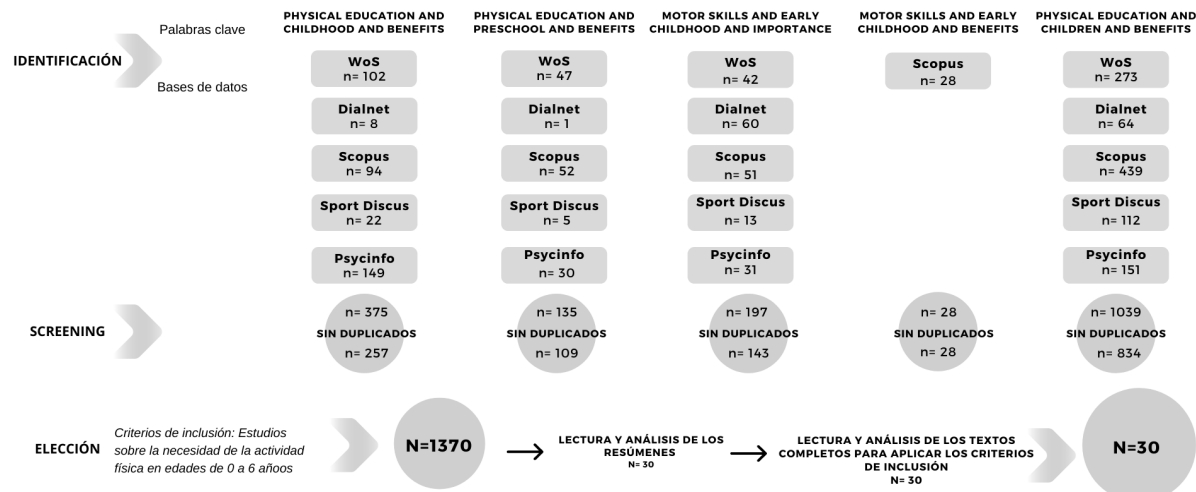 Palabras clave
IDENTIFICACIÓN
Bases de datos
PHYSICAL EDUCATION AND
CHILDHOOD AND BENEFITS
WoS
n= 102
Dialnet
n= 8
Scopus
n= 94
Sport Discus
n= 22
Psycinfo
n= 149
PHYSICAL EDUCATION AND
PRESCHOOL AND BENEFITS
WoS
n= 47
Dialnet
n= 1
Scopus
n= 52
Sport Discus
n= 5
Psycinfo
n= 30
MOTOR SKILLS AND EARLY
CHILDHOOD AND IMPORTANCE
WoS
n= 42
Dialnet
n= 60
Scopus
n= 51
Sport Discus
n= 13
Psycinfo
n= 31
MOTOR SKILLS AND EARLY
CHILDHOOD AND BENEFITS
Scopus
n= 28
PHYSICAL EDUCATION AND
CHILDREN AND BENEFITS
WoS
n= 273
Dialnet
n= 64
Scopus
n= 439
Sport Discus
n= 112
Psycinfo
n= 151
SCREENING
n= 375
SIN DUPLICADOS
n= 257
n= 135
SIN DUPLICADOS
n= 109
n= 197
SIN DUPLICADOS
n= 143
n= 28
SIN DUPLICADOS
n= 28
n= 1039
SIN DUPLICADOS
n= 834
ELECCIÓN
Criterios de inclusión: Estudios
sobre la necesidad de la actividad
física en edades de 0 a 6 añoos
N=1370
LECTURA Y ANÁLISIS DE LOS
RESÚMENES
N= 30
LECTURA Y ANÁLISIS DE LOS TEXTOS
COMPLETOS PARA APLICAR LOS CRITERIOS
DE INCLUSIÓN
N= 30
N=30